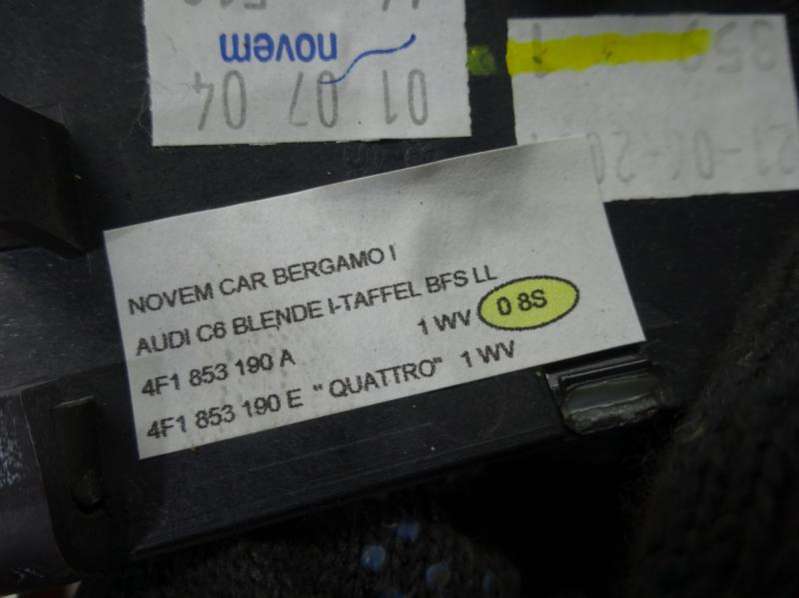 novem
01 07 04
NOVEM CAR BERGAMO I
AUDI C6 BLENDE I-TAFFEL BFS LL
4F1 853 190 A 1 WV 0 8S
4F1 853 190 E " QUATTRO" 1 WV